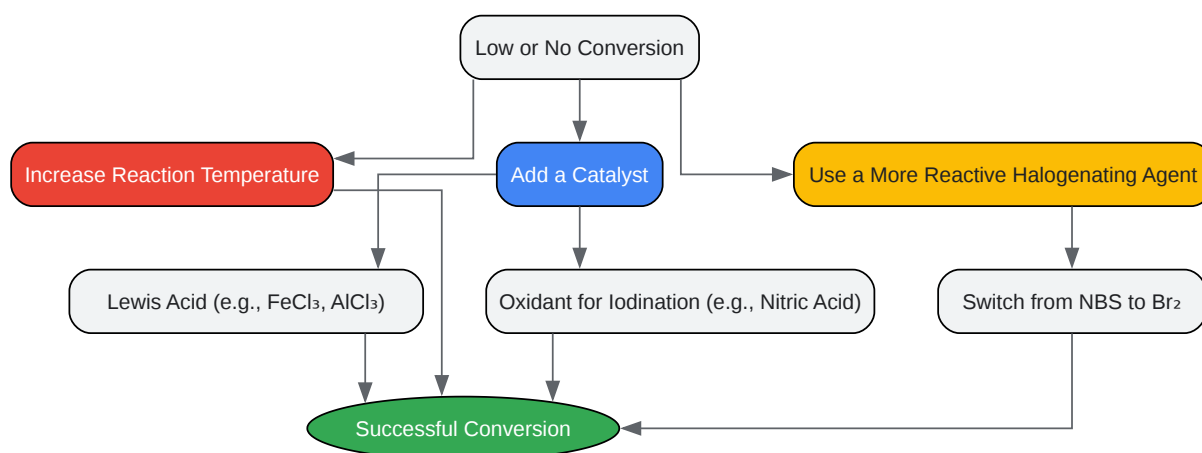 Low or No Conversion
Increase Reaction Temperature
Add a Catalyst
Use a More Reactive Halogenating Agent
Lewis Acid (e.g., FeCl₃, AlCl₃)
Oxidant for Iodination (e.g., Nitric Acid)
Switch from NBS to Br₂
Successful Conversion